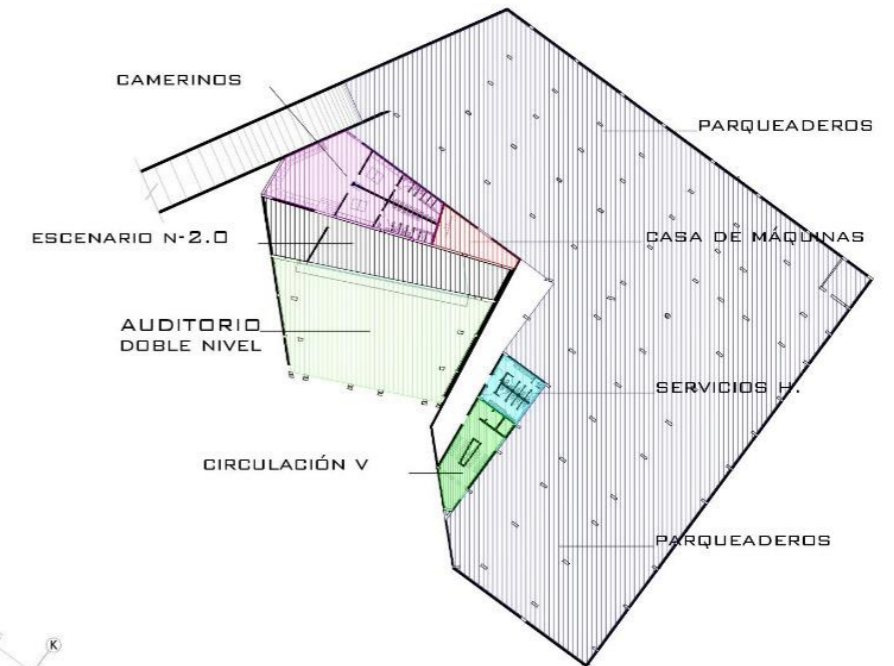 CAMERINOS
PARQUEADEROS
ESCENARIO N-2.0
CASA DE MÁQUINAS
AUDITORIO
DOBLE NIVEL
SERVICIOS H.
CIRCULACIÓN V
PARQUEADEROS
K